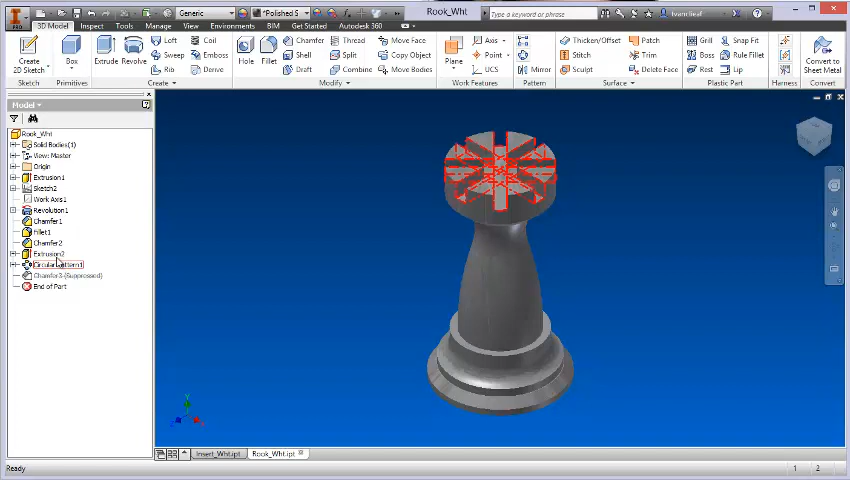 PRO
Generic
*Polished S
Rook_Wht
Type keyword or phrase
3D Model Inspect Tools Manage View Environments BIM Get Started Autodesk 360
Create
2D Sketch
Box
Extrude Revolve
Loft Coil
Sweep Emboss
Rib Derive
Hole Fillet
Chamfer Thread Move Face
Shell Split Copy Object
Draft Combine Move Bodies
Plane
Axis
Point
UCS Mirror
Thicken/Offset Patch
Stitch Trim
Sculpt Delete Face
Grill Snap Fit
Boss Rule Fillet
Rest Lip
Convert to
Sheet Metal
Sketch Primitives Create Modify Work Features Pattern Surface Plastic Part Harness Convert
Model
Rook_Wht
Solid Bodies(1)
View: Master
Origin
Extrusion1
Sketch2
Work Axis1
Revolution1
Chamfer1
Fillet1
Chamfer2
Extrusion2
Circular Pattern1
Chamfer3 (Suppressed)
End of Part
Insert_Wht.ipt Rook_Wht.ipt
Ready 1 2